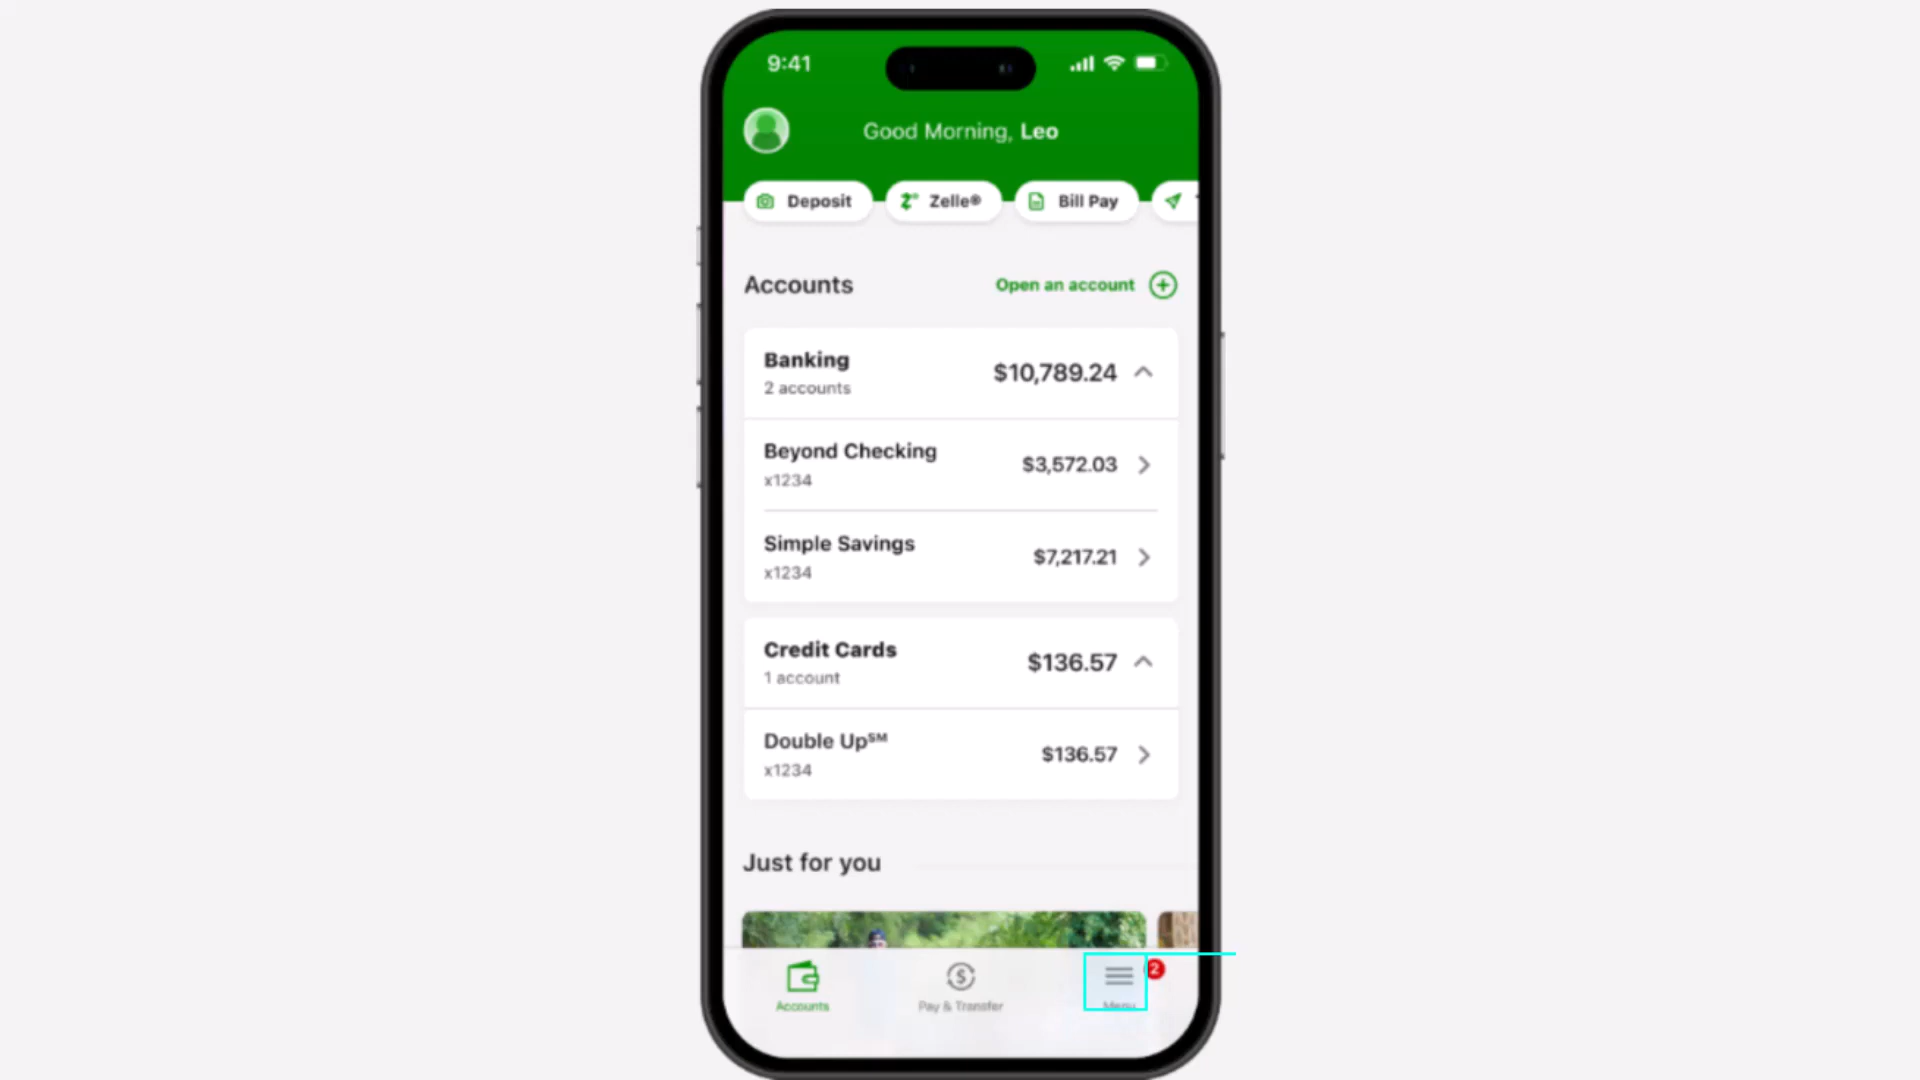 9:41
Good Morning, Leo
Deposit
Zelle®
Bill Pay
Accounts
Open an account
Banking
$10,789.24
2 accounts
Beyond Checking
$3,572.03
x1234
Simple Savings
$7,217.21
x1234
Credit Cards
$136.57
1 account
Double Up℠
$136.57
x1234
Just for you
2
Accounts
Pay & Transfer
Menu